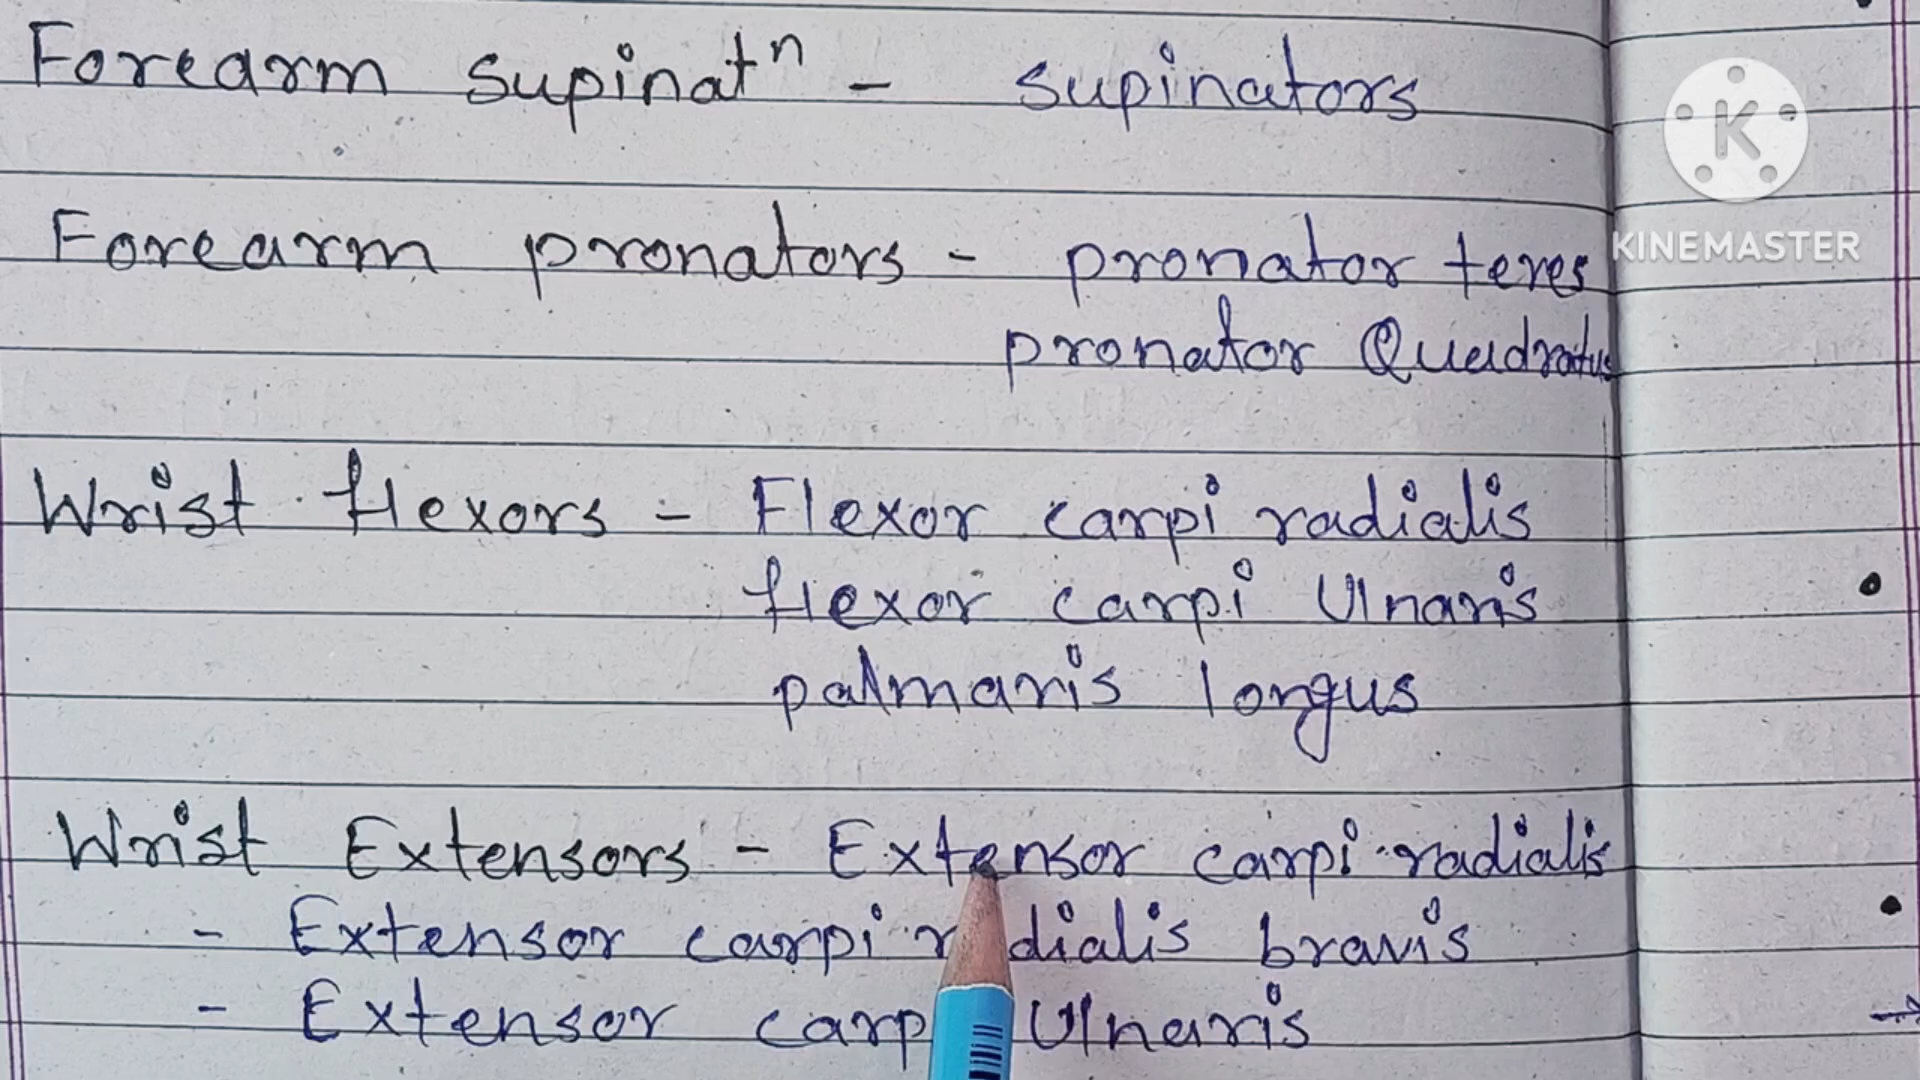 Forearm supinatⁿ - supinators
Forearm pronators - pronator teres
pronator Quadratus
Wrist flexors - Flexor carpi radialis
flexor carpi Ulnaris
palmaris longus
Wrist Extensors - Extensor carpi radialis
- Extensor carpi radialis bravis
- Extensor carpi Ulnaris
K
KINEMASTER